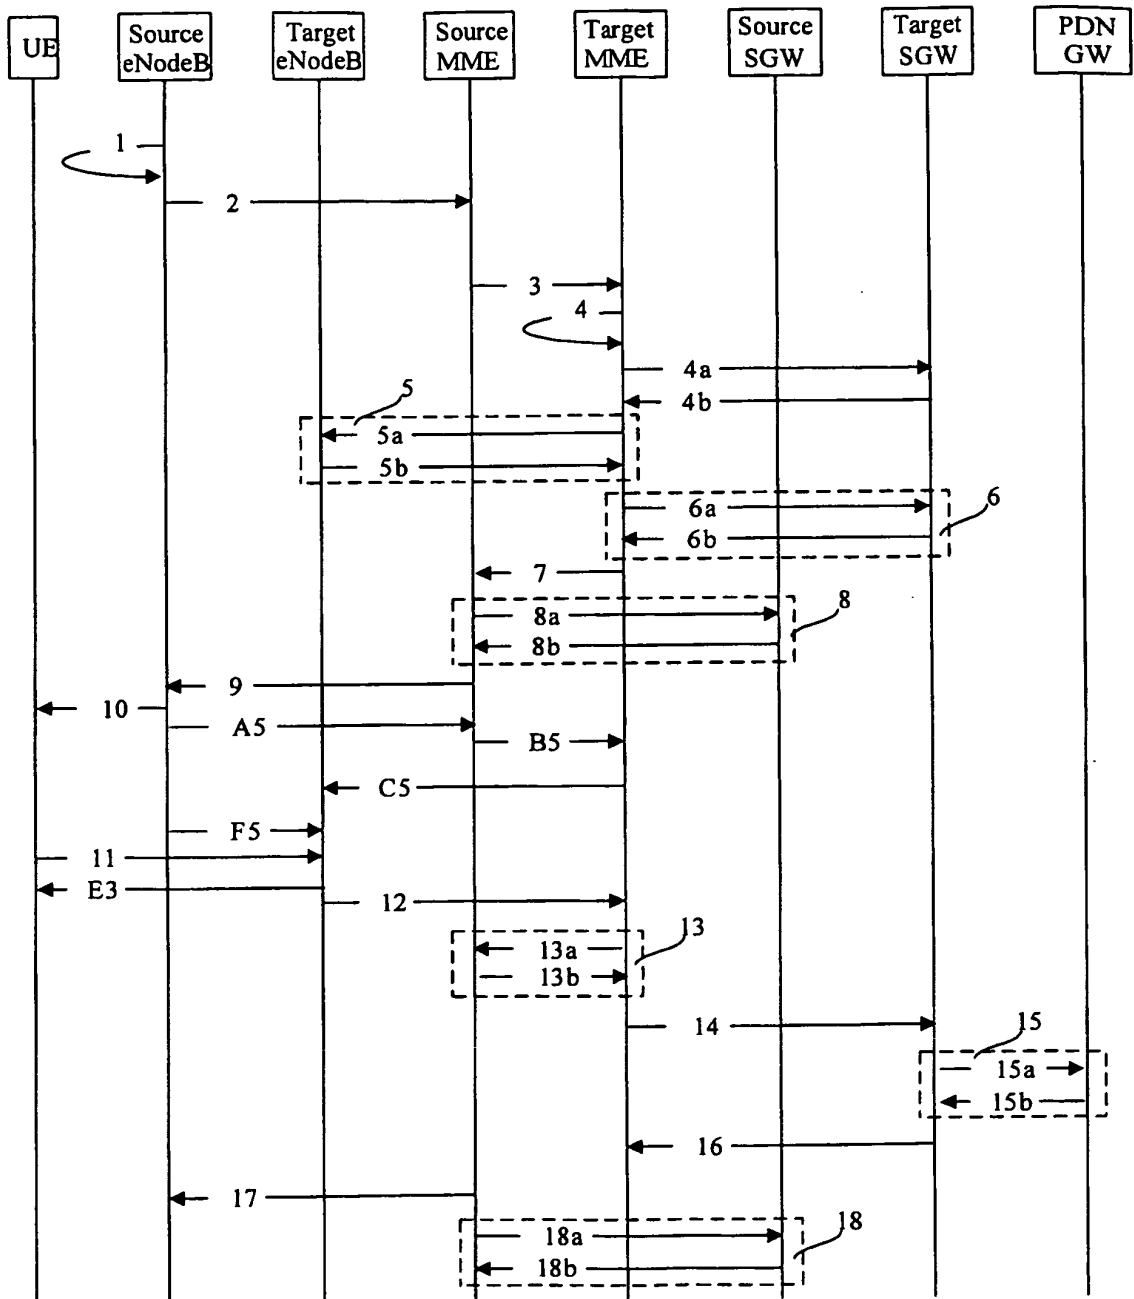 UE
Source
eNodeB
Target
eNodeB
Source
MME
Target
MME
Source
SGW
Target
SGW
PDN
GW
1
2
3
4
4a
4b
5
5a
5b
6a
6
6b
7
8a
8
8b
9
10
A5
B5
C5
F5
11
E3
12
13
13a
13b
14
15
15a
15b
16
17
18
18a
18b